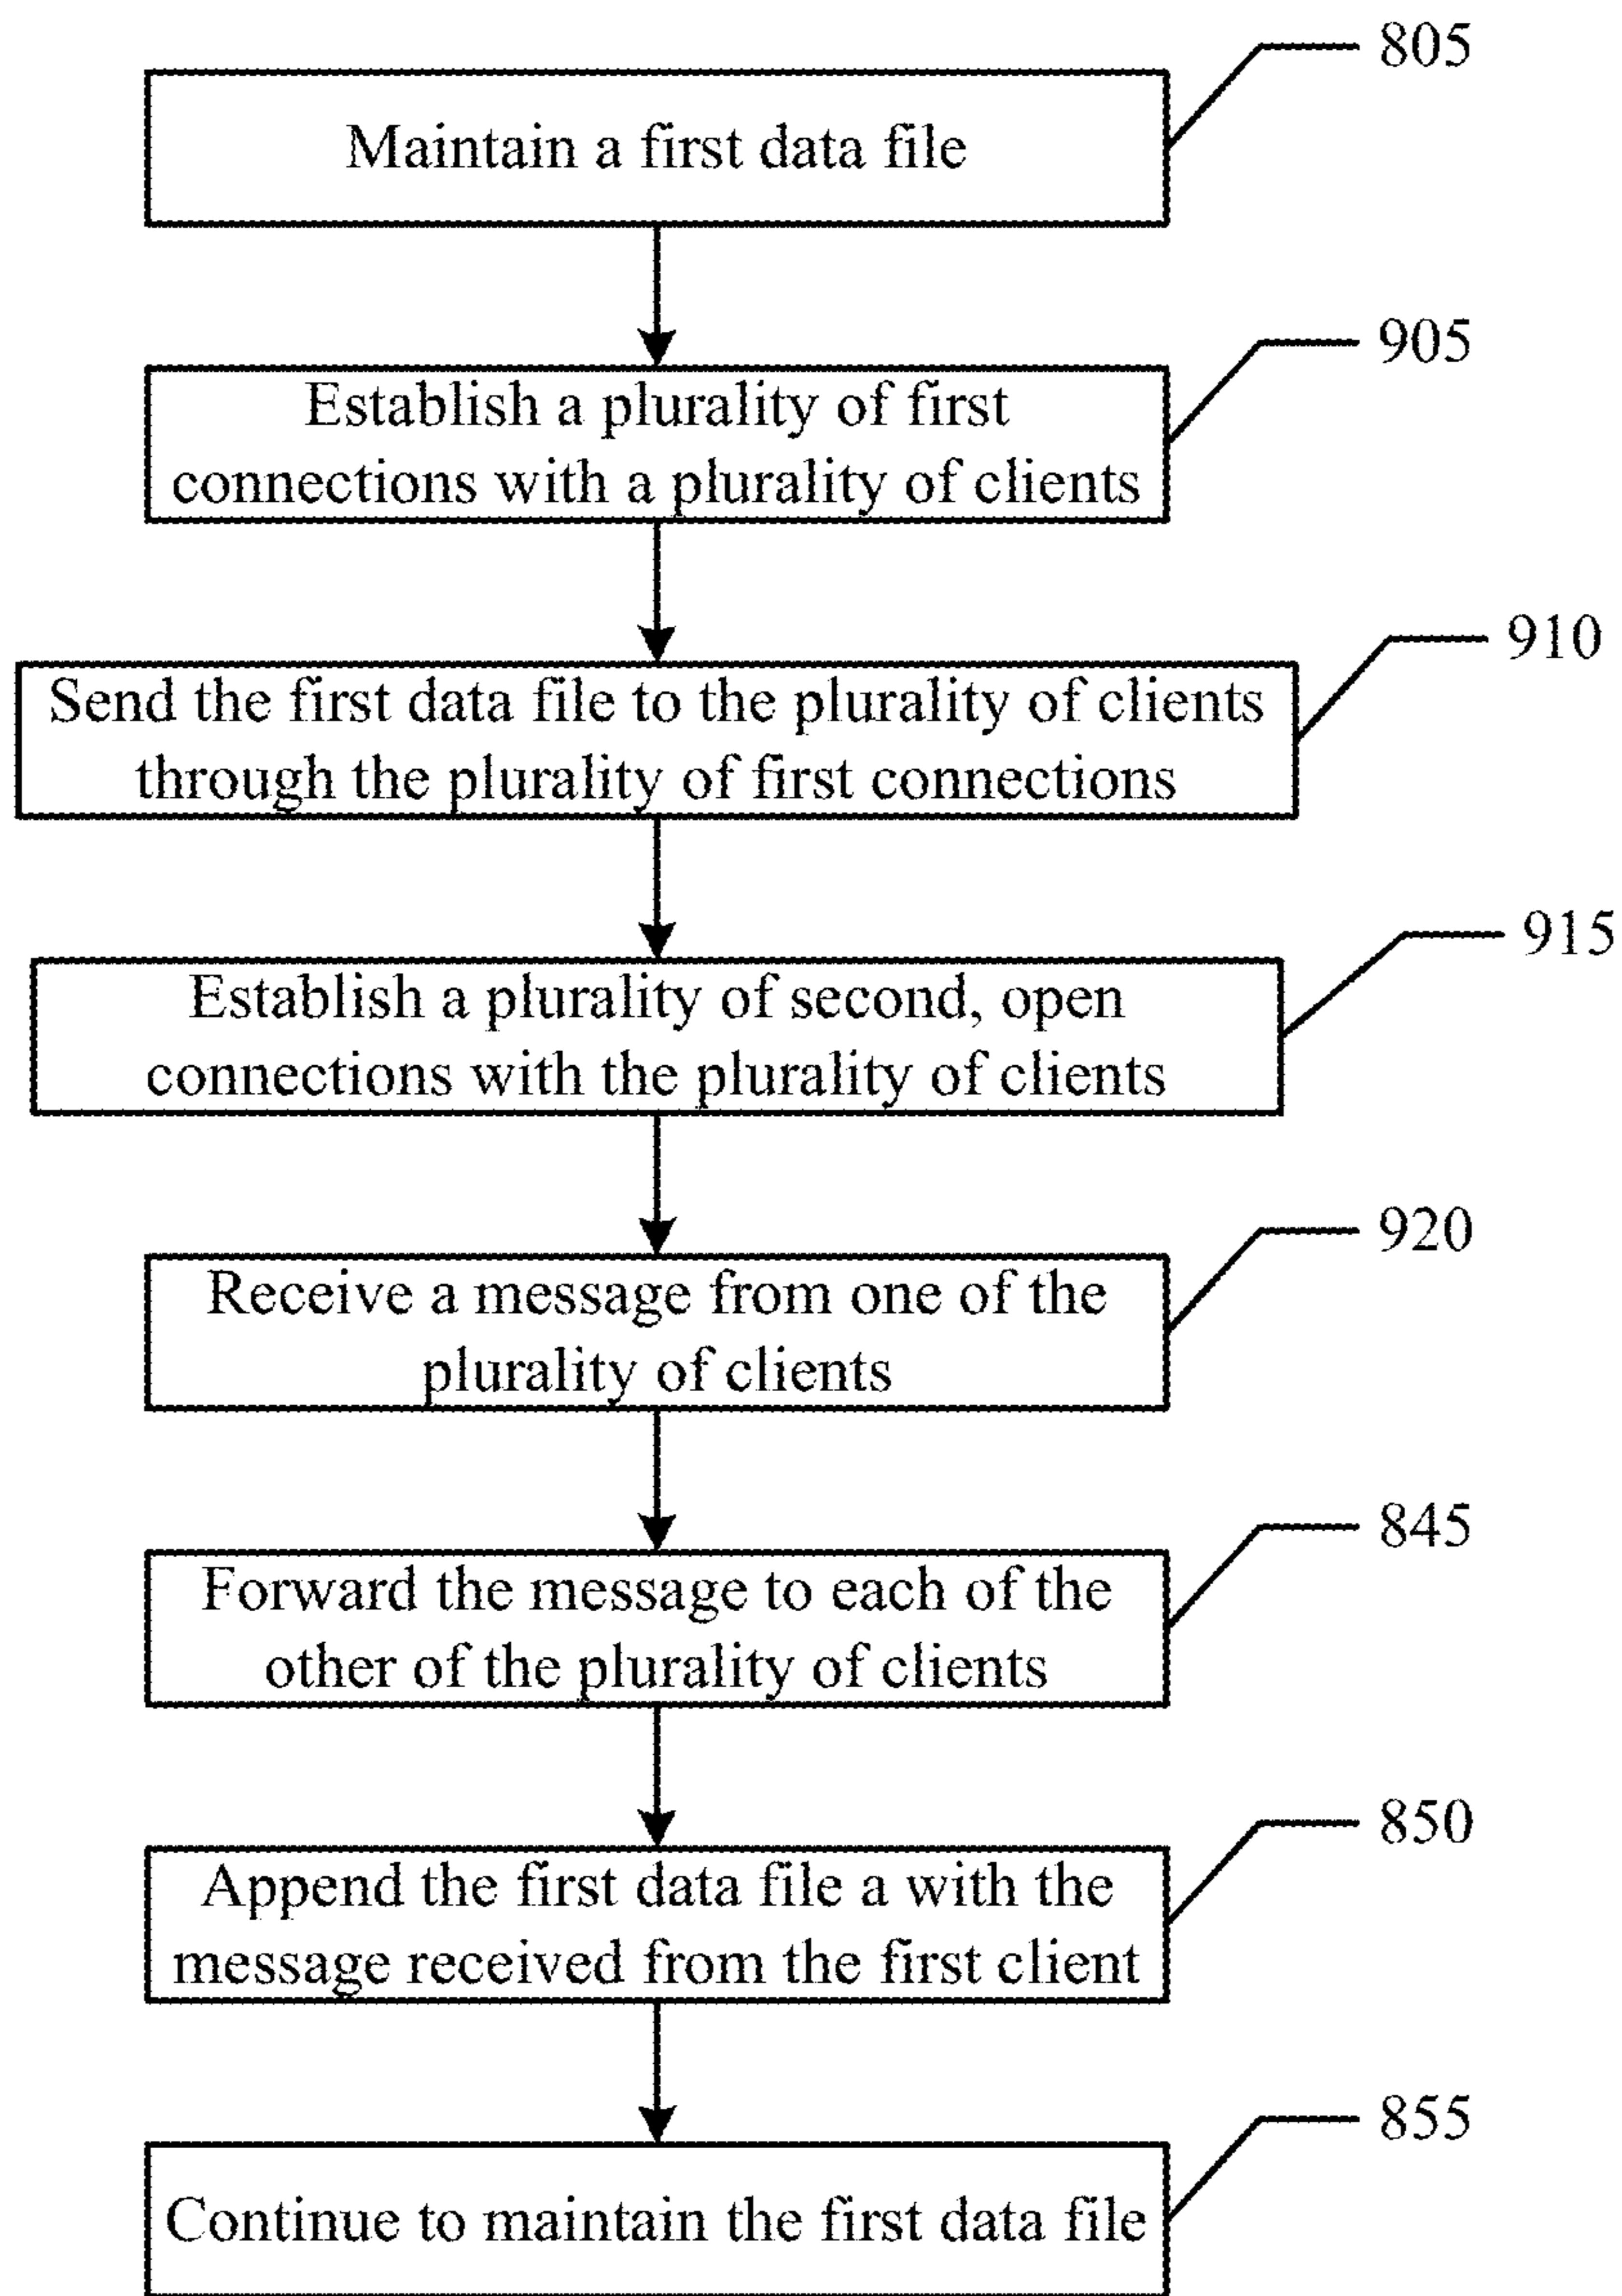 805
Maintain a first data file
905
Establish a plurality of first
connections with a plurality of clients
910
Send the first data file to the plurality of clients
through the plurality of first connections
915
Establish a plurality of second, open
connections with the plurality of clients
920
Receive a message from one of the
plurality of clients
845
Forward the message to each of the
other of the plurality of clients
850
Append the first data file a with the
message received from the first client
855
Continue to maintain the first data file